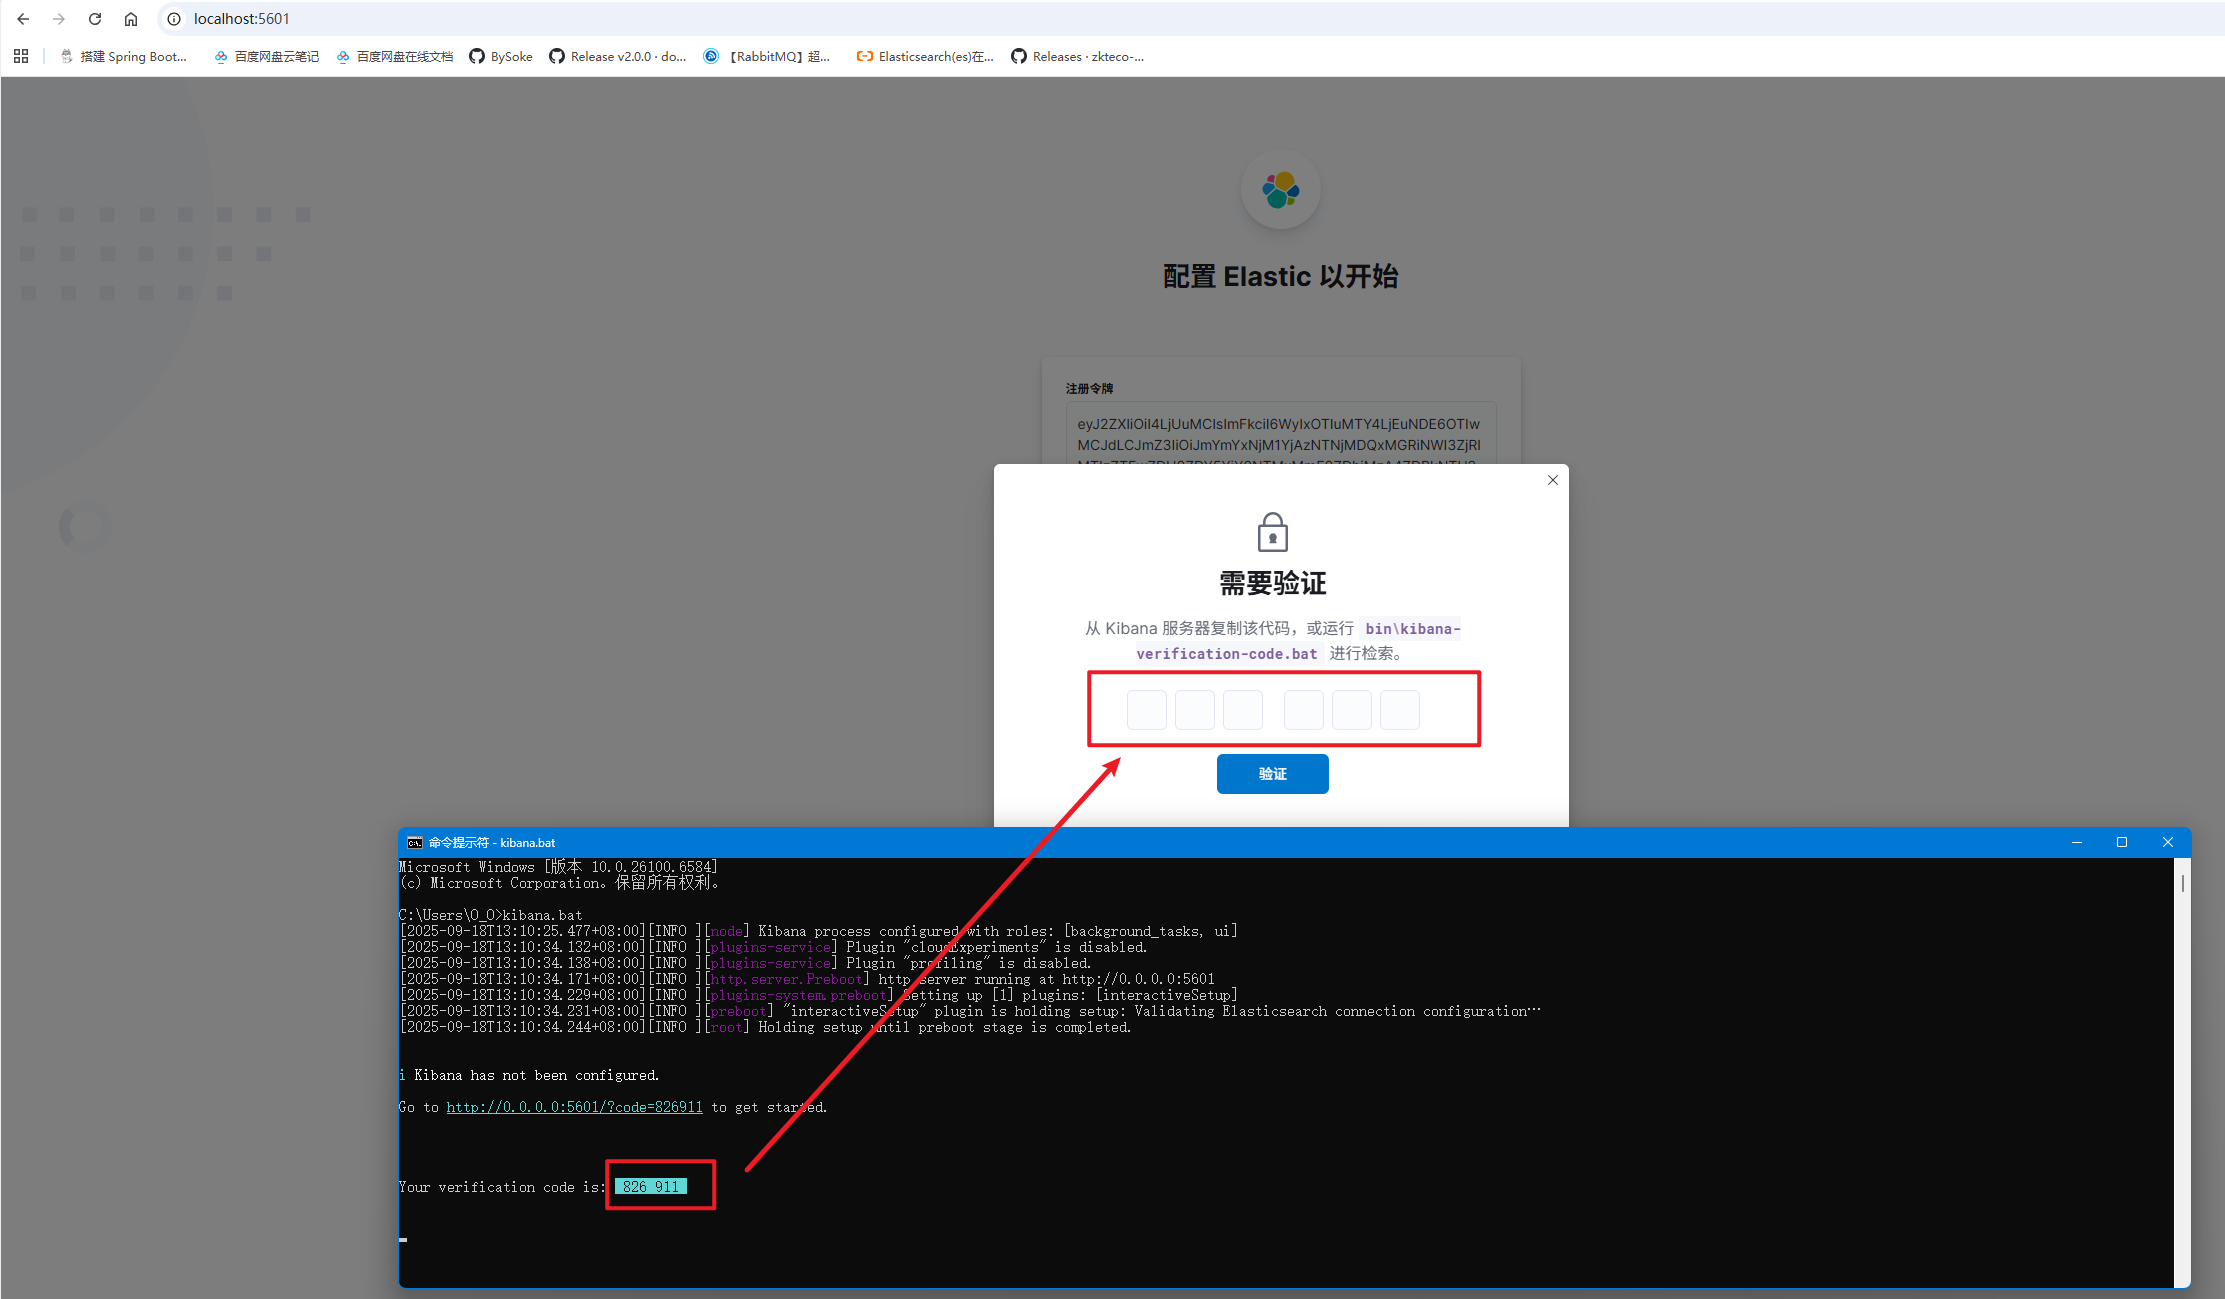 localhost:5601
搭建 Spring Boot...
百度网盘云笔记
百度网盘在线文档
BySoke
Release v2.0.0 · do...
【RabbitMQ】超...
Elasticsearch(es)在...
Releases · zkteco-...
配置 Elastic 以开始
注册令牌
eyJ2ZXIiOiI4LjUuMCIsImFkciI6WyIxOTIuMTY4LjEuNDE6OTIw
MCJdLCJmZ3IiOiJmYmYxNjM1YjAzNTNjMDQxMGRiNWI3ZjRl
需要验证
从 Kibana 服务器复制该代码，或运行 bin\kibana-
verification-code.bat 进行检索。
验证
命令提示符 - kibana.bat
Microsoft Windows [版本 10.0.26100.6584]
(c) Microsoft Corporation。保留所有权利。
C:\Users\O_O>kibana.bat
[2025-09-18T13:10:25.477+08:00][INFO ][node] Kibana process configured with roles: [background_tasks, ui]
[2025-09-18T13:10:34.132+08:00][INFO ][plugins-service] Plugin "cloudExperiments" is disabled.
[2025-09-18T13:10:34.138+08:00][INFO ][plugins-service] Plugin "profiling" is disabled.
[2025-09-18T13:10:34.171+08:00][INFO ][http.server.Preboot] http server running at http://0.0.0.0:5601
[2025-09-18T13:10:34.229+08:00][INFO ][plugins-system.preboot] Setting up [1] plugins: [interactiveSetup]
[2025-09-18T13:10:34.231+08:00][INFO ][preboot] "interactiveSetup" plugin is holding setup: Validating Elasticsearch connection configuration…
[2025-09-18T13:10:34.244+08:00][INFO ][root] Holding setup until preboot stage is completed.
i Kibana has not been configured.
Go to http://0.0.0.0:5601/?code=826911 to get started.
Your verification code is: 826 911